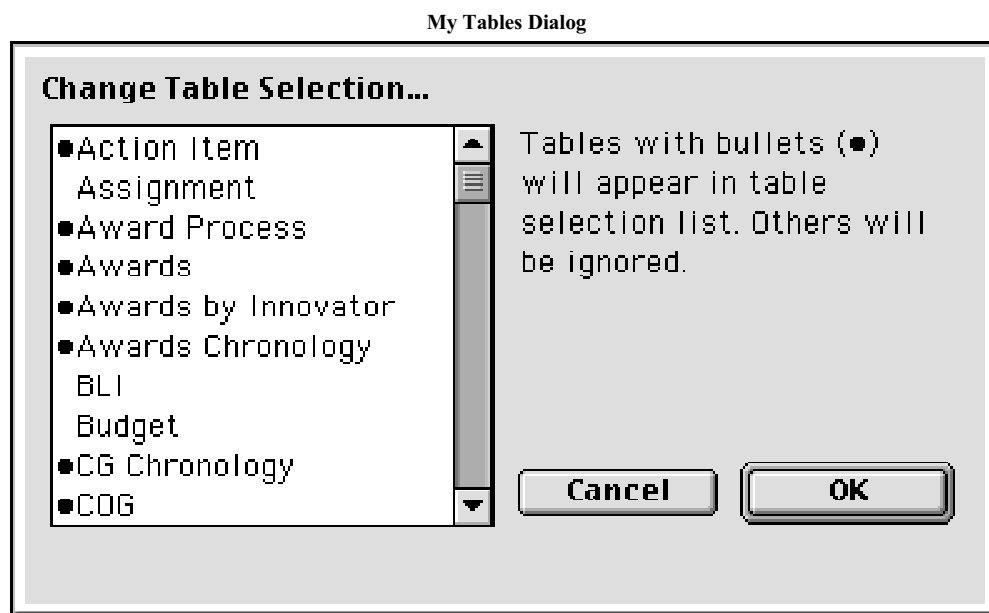 My Tables Dialog
Change Table Selection...
●Action Item
Assignment
●Award Process
●Awards
●Awards by Innovator
●Awards Chronology
BLI
Budget
●CG Chronology
●COG
Tables with bullets (●)
will appear in table
selection list. Others will
be ignored.
Cancel
OK